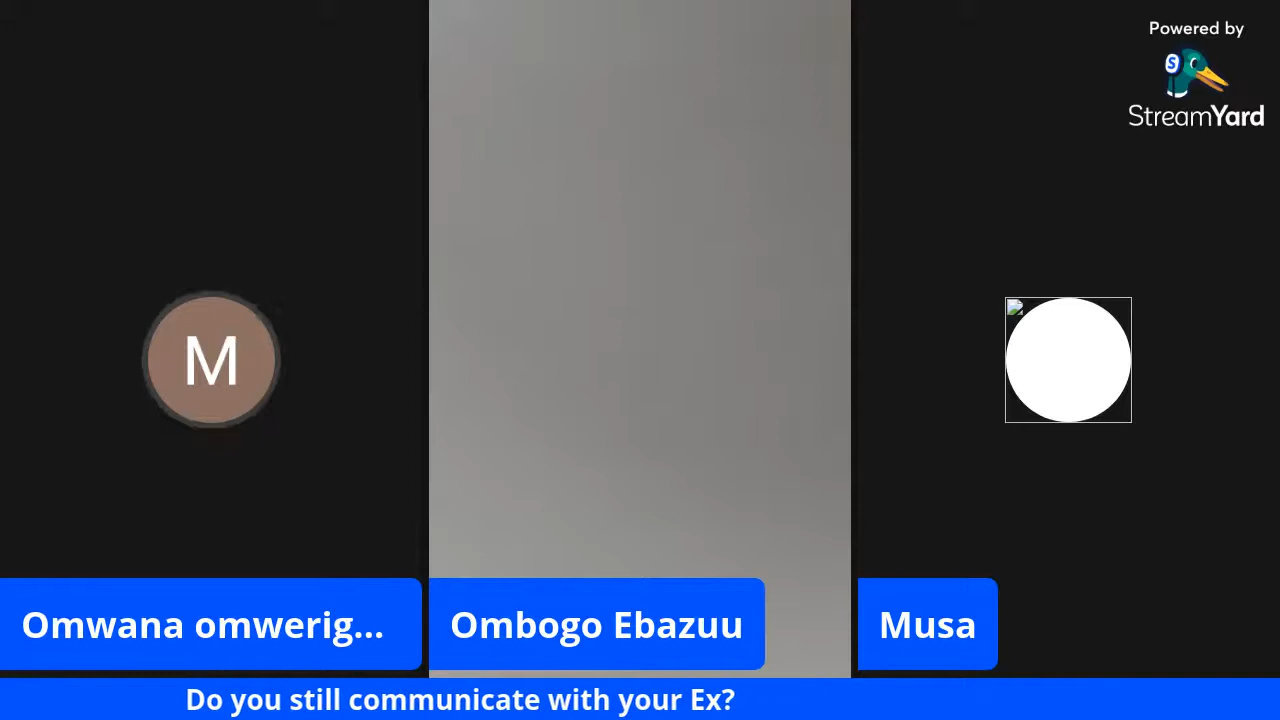 Powered by
S
StreamYard
M
Omwana omwerig...
Ombogo Ebazuu
Musa
Do you still communicate with your Ex?